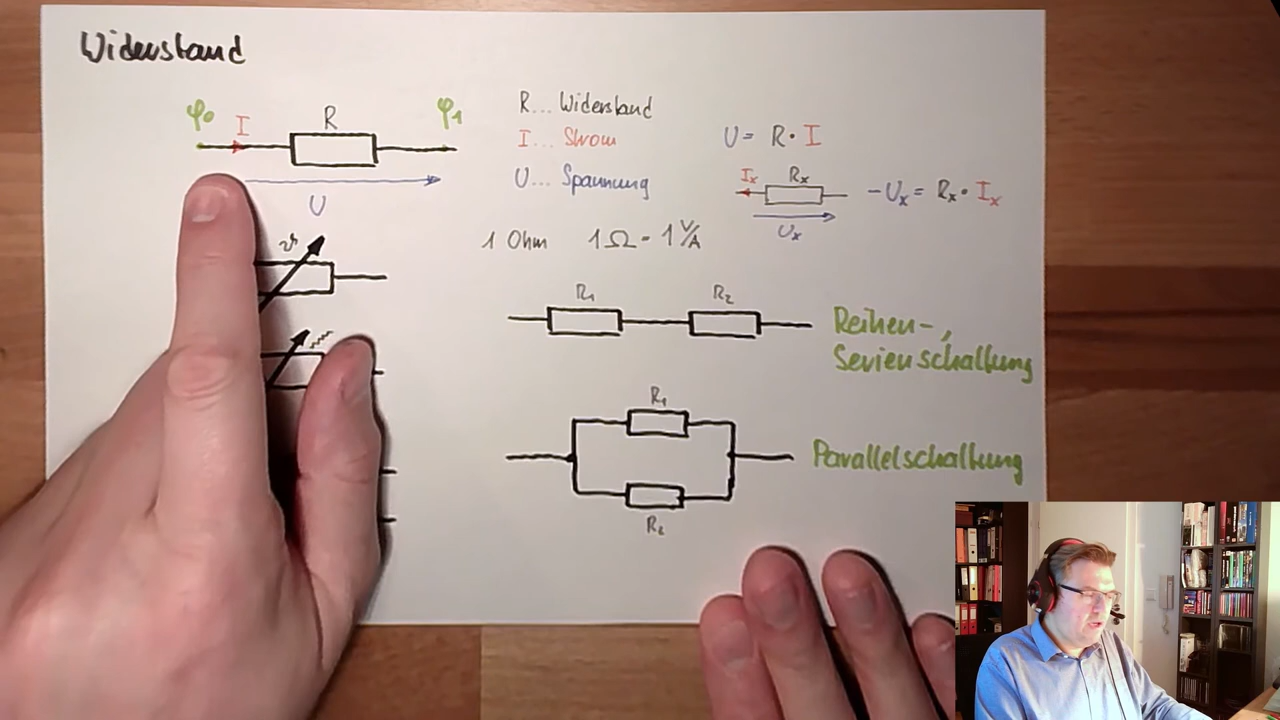 Widerstand
φ0 I R φ1
U
ϑ
R... Widerstand
I... Strom
U... Spannung
1 Ohm 1Ω = 1 V/A
U = R · I
Ix Rx
Ux
-Ux = Rx · Ix
R1 R2
Reihen-,
Serienschaltung
R1
R2
Parallelschaltung